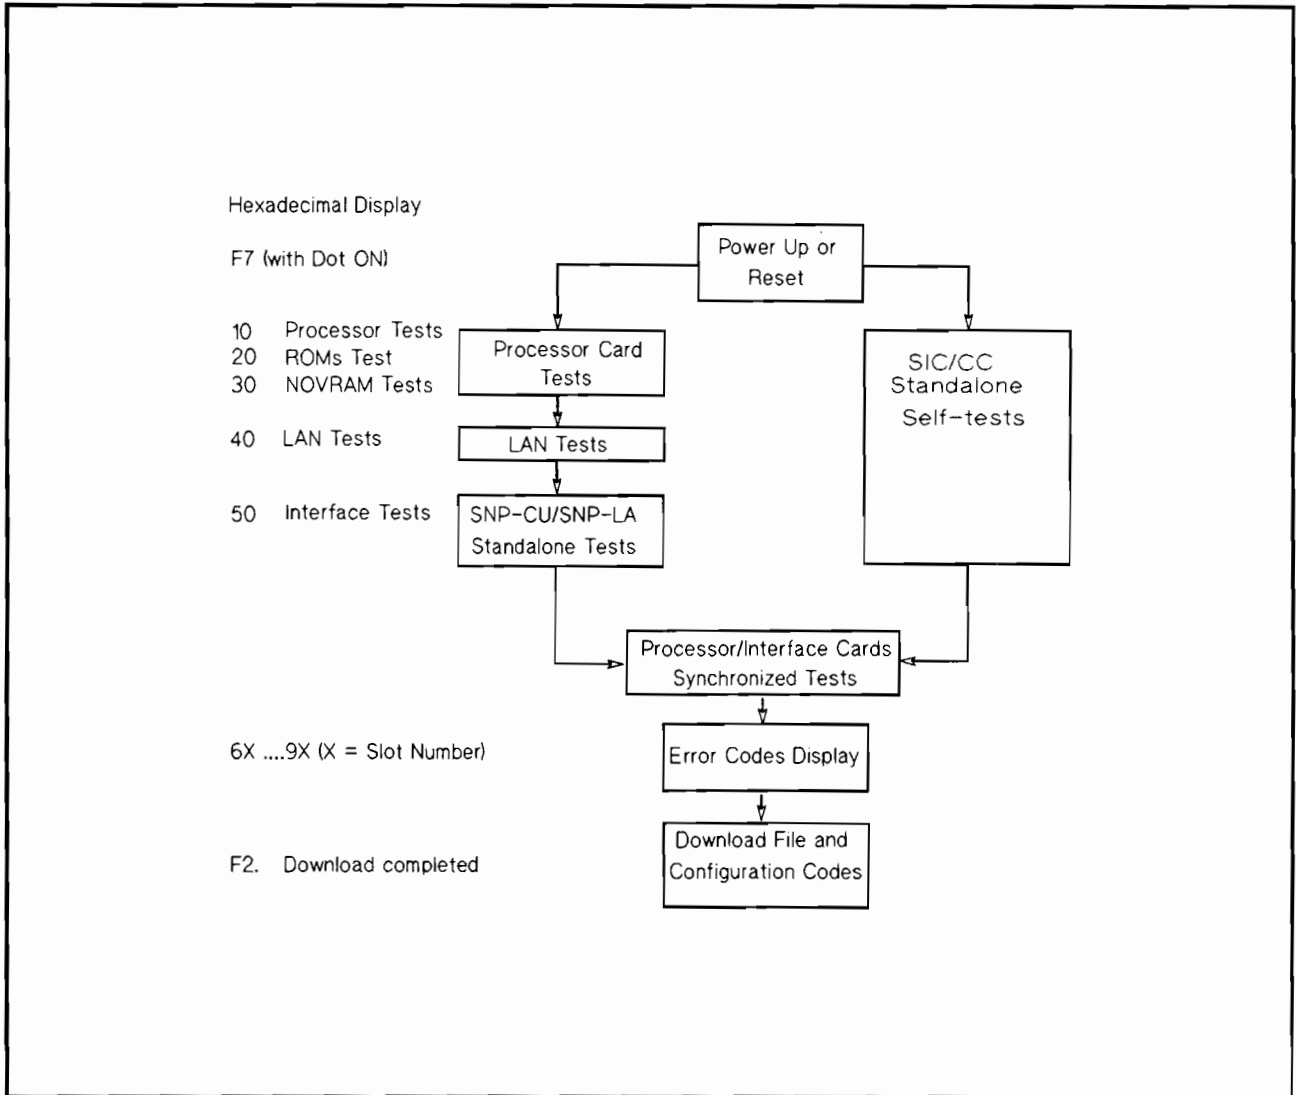 Hexadecimal Display
F7 (with Dot ON)
Power Up or
Reset
10 Processor Tests
20 ROMs Test
30 NOVRAM Tests
Processor Card
Tests
SIC/CC
Standalone
Self-tests
40 LAN Tests
LAN Tests
50 Interface Tests
SNP-CU/SNP-LA
Standalone Tests
Processor/Interface Cards
Synchronized Tests
6X ....9X (X = Slot Number)
Error Codes Display
F2. Download completed
Download File and
Configuration Codes